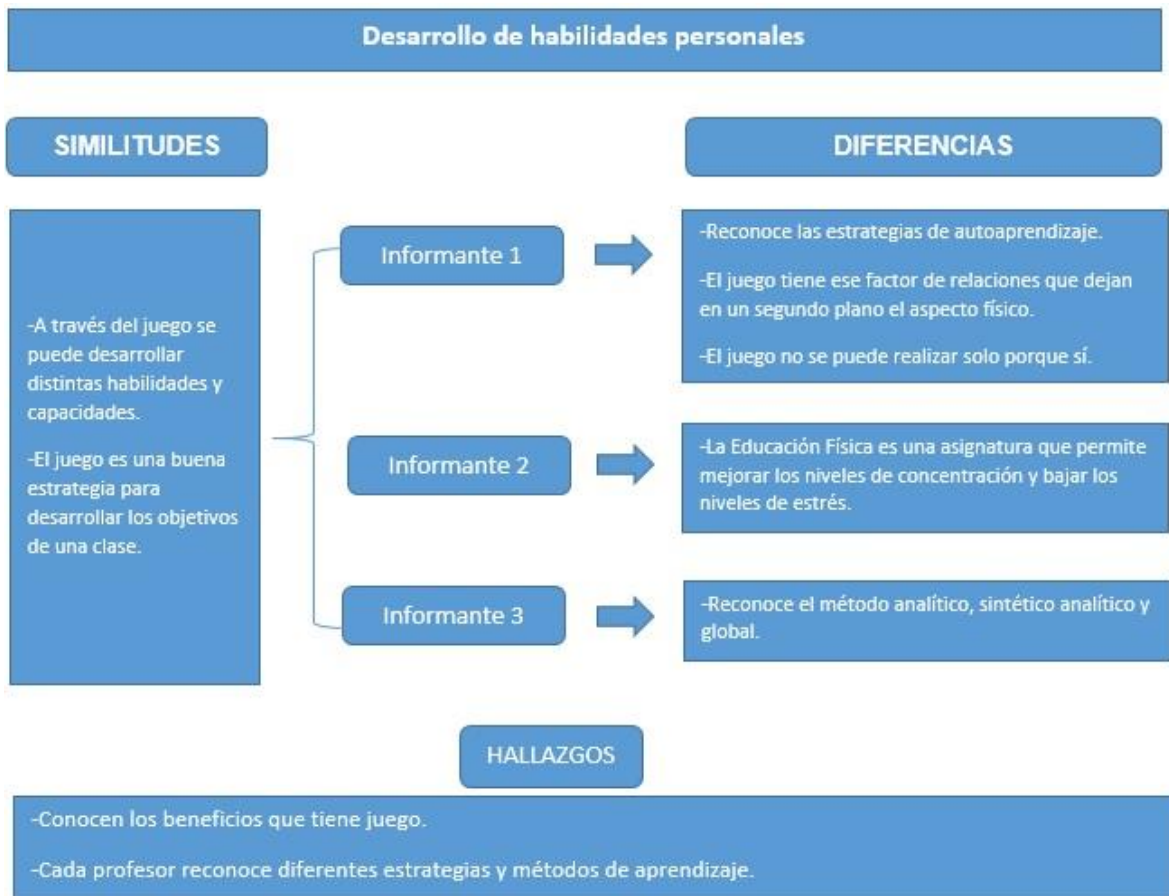 Desarrollo de habilidades personales
SIMILITUDES
DIFERENCIAS
-A través del juego se
puede desarrollar
distintas habilidades y
capacidades.
-El juego es una buena
estrategia para
desarrollar los objetivos
de una clase.
Informante 1
-Reconoce las estrategias de autoaprendizaje.
-El juego tiene ese factor de relaciones que dejan
en un segundo plano el aspecto físico.
-El juego no se puede realizar solo porque sí.
Informante 2
-La Educación Física es una asignatura que permite
mejorar los niveles de concentración y bajar los
niveles de estrés.
Informante 3
-Reconoce el método analítico, sintético analítico y
global.
HALLAZGOS
-Conocen los beneficios que tiene juego.
-Cada profesor reconoce diferentes estrategias y métodos de aprendizaje.